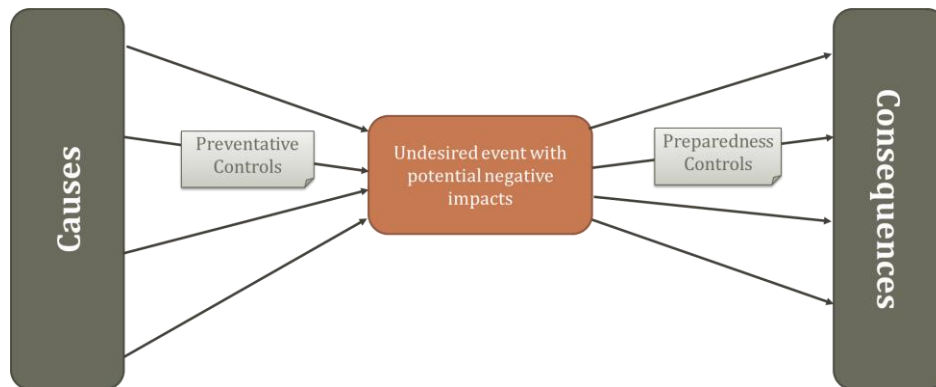 Causes
Preventative
Controls
Undesired event with
potential negative
impacts
Preparedness
Controls
Consequences